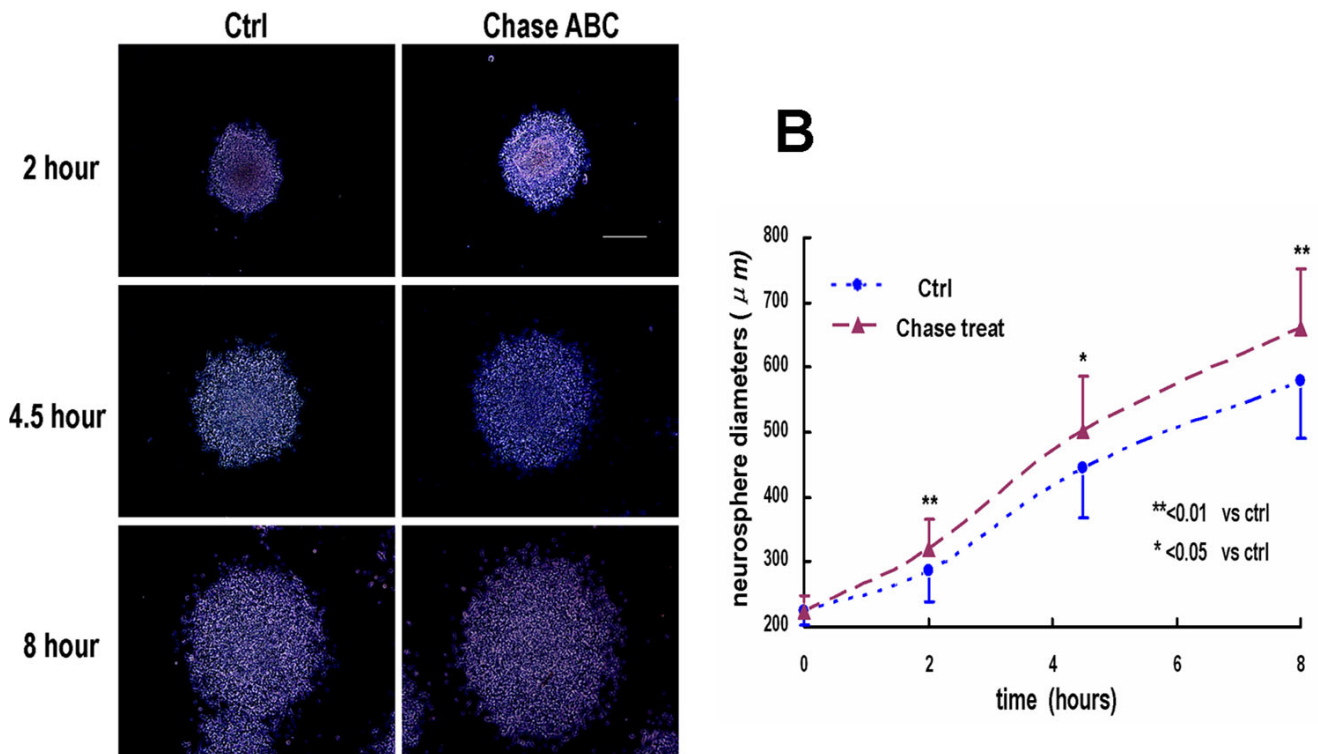 Ctrl
Chase ABC
2 hour
4.5 hour
8 hour
B
neurosphere diameters ( μ m)
800
700
600
500
400
300
200
Ctrl
Chase treat
**
*
**
**<0.01 vs ctrl
* <0.05 vs ctrl
0
2
4
6
8
time (hours)